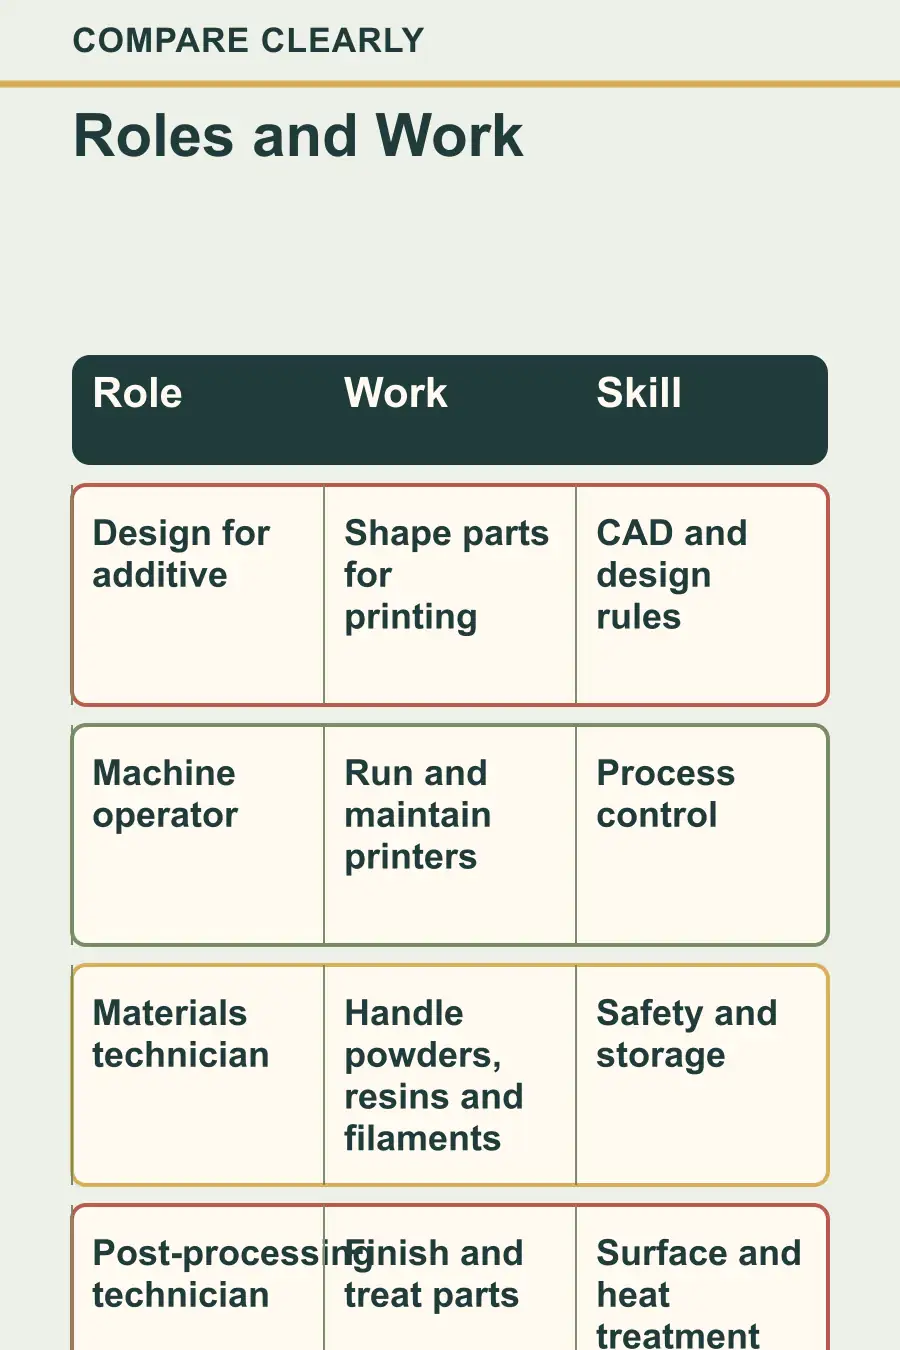 COMPARE CLEARLY
Roles and Work
Role Work Skill
Design for
additive
Shape parts
for
printing
CAD and
design
rules
Machine
operator
Run and
maintain
printers
Process
control
Materials
technician
Handle
powders,
resins and
filaments
Safety and
storage
Post-processing
technician
Finish and
treat parts
Surface and
heat
treatment